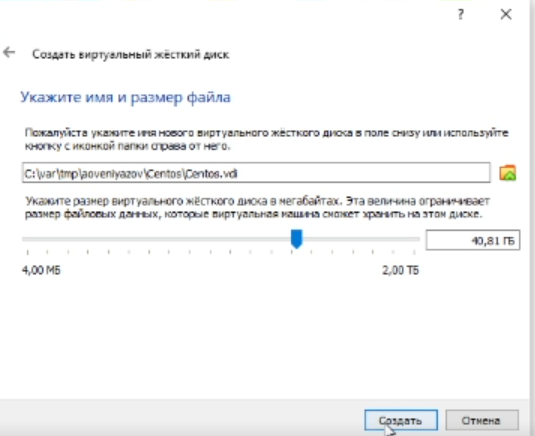 ?
Создать виртуальный жёсткий диск
Укажите имя и размер файла
Пожалуйста укажите имя нового виртуального жёсткого диска в поле снизу или используйте
кнопку с иконкой папки справа от него.
C:\var\tmp\aoveniyazov\Centos\Centos.vdi
Укажите размер виртуального жёсткого диска в мегабайтах. Эта величина ограничивает
размер файловых данных, которые виртуальная машина сможет хранить на этом диске.
40,81 ГБ
4,00 МБ 2,00 ТБ
Создать Отмена